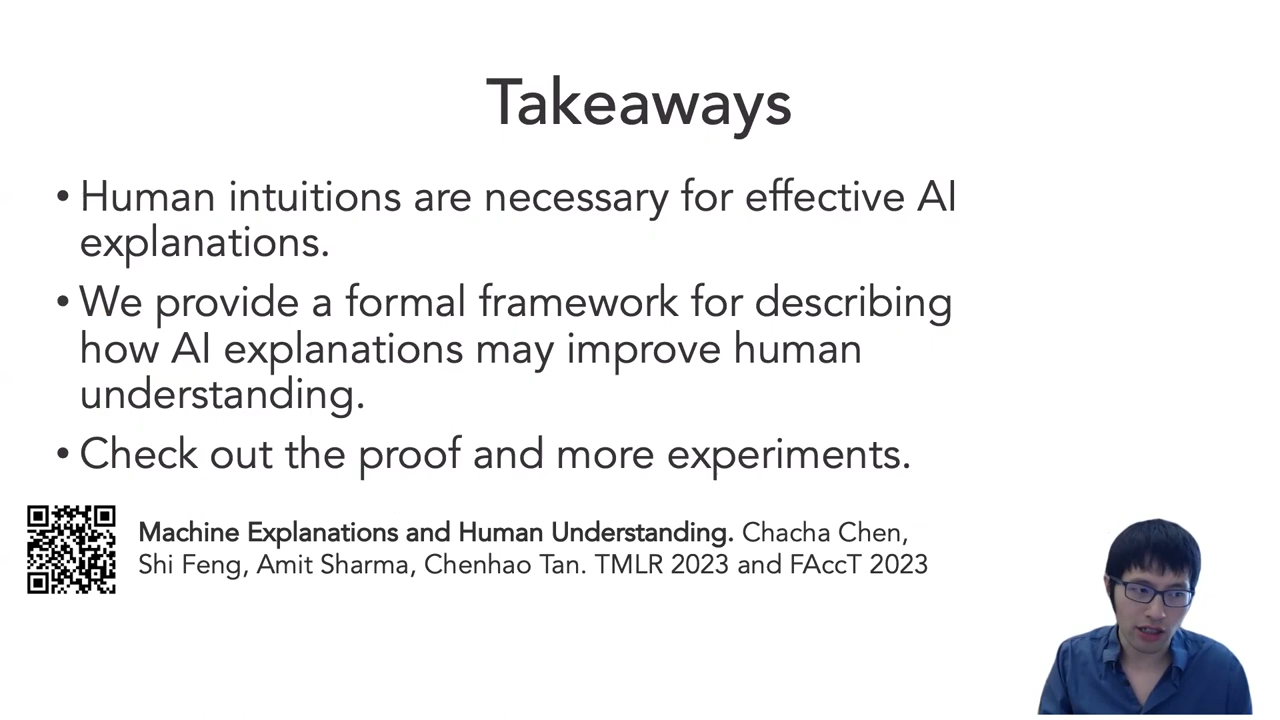 Takeaways
• Human intuitions are necessary for effective AI
explanations.
• We provide a formal framework for describing
how AI explanations may improve human
understanding.
• Check out the proof and more experiments.
Machine Explanations and Human Understanding. Chacha Chen,
Shi Feng, Amit Sharma, Chenhao Tan. TMLR 2023 and FAccT 2023